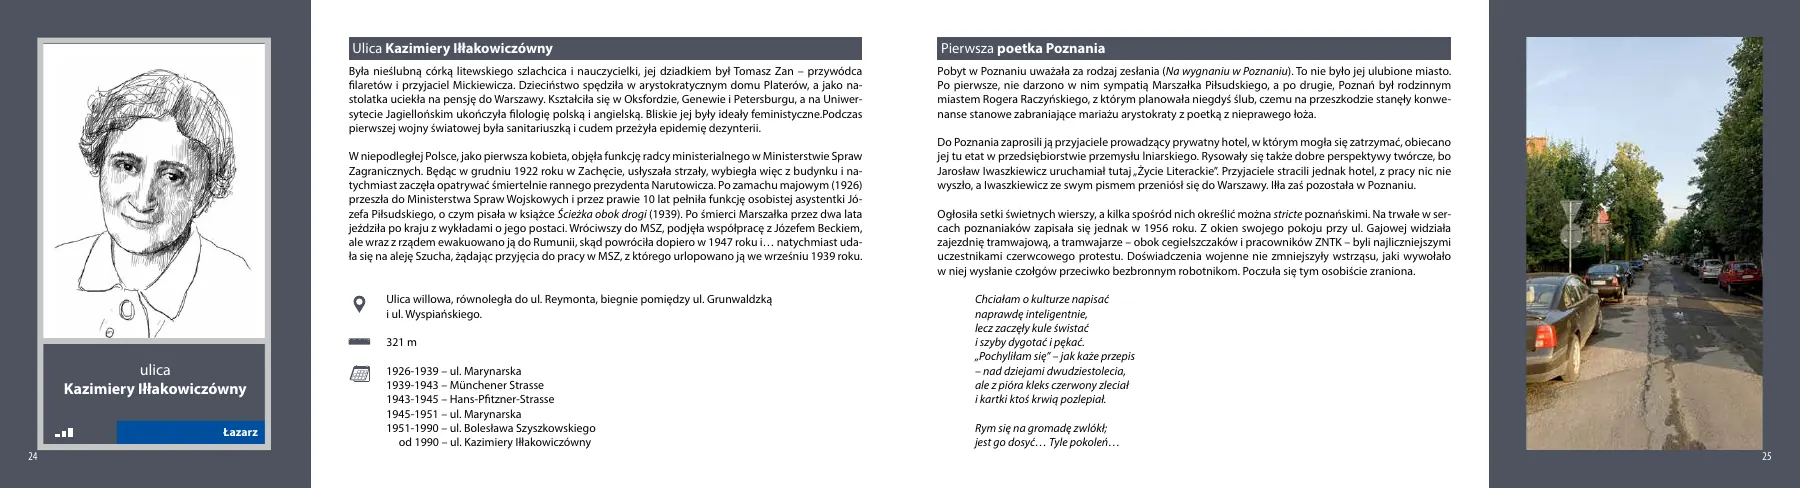 ulica
Kazimiery Iłłakowiczówny
Łazarz
24
Ulica Kazimiery Iłłakowiczówny
Była nieślubną córką litewskiego szlachcica i nauczycielki, jej dziadkiem był Tomasz Zan – przywódca
filaretów i przyjaciel Mickiewicza. Dzieciństwo spędziła w arystokratycznym domu Platerów, a jako na-
stolatka uciekła na pensję do Warszawy. Kształciła się w Oksfordzie, Genewie i Petersburgu, a na Uniwer-
sytecie Jagiellońskim ukończyła filologię polską i angielską. Bliskie jej były ideały feministyczne.Podczas
pierwszej wojny światowej była sanitariuszką i cudem przeżyła epidemię dezynterii.
W niepodległej Polsce, jako pierwsza kobieta, objęła funkcję radcy ministerialnego w Ministerstwie Spraw
Zagranicznych. Będąc w grudniu 1922 roku w Zachęcie, usłyszała strzały, wybiegła więc z budynku i na-
tychmiast zaczęła opatrywać śmiertelnie rannego prezydenta Narutowicza. Po zamachu majowym (1926)
przeszła do Ministerstwa Spraw Wojskowych i przez prawie 10 lat pełniła funkcję osobistej asystentki Jó-
zefa Piłsudskiego, o czym pisała w książce Ścieżka obok drogi (1939). Po śmierci Marszałka przez dwa lata
jeździła po kraju z wykładami o jego postaci. Wróciwszy do MSZ, podjęła współpracę z Józefem Beckiem,
ale wraz z rządem ewakuowano ją do Rumunii, skąd powróciła dopiero w 1947 roku i… natychmiast uda-
ła się na aleję Szucha, żądając przyjęcia do pracy w MSZ, z którego urlopowano ją we wrześniu 1939 roku.
Ulica willowa, równoległa do ul. Reymonta, biegnie pomiędzy ul. Grunwaldzką
i ul. Wyspiańskiego.
321 m
1926-1939 – ul. Marynarska
1939-1943 – Münchener Strasse
1943-1945 – Hans-Pfitzner-Strasse
1945-1951 – ul. Marynarska
1951-1990 – ul. Bolesława Szyszkowskiego
od 1990 – ul. Kazimiery Iłłakowiczówny
Pierwsza poetka Poznania
Pobyt w Poznaniu uważała za rodzaj zesłania (Na wygnaniu w Poznaniu). To nie było jej ulubione miasto.
Po pierwsze, nie darzono w nim sympatią Marszałka Piłsudskiego, a po drugie, Poznań był rodzinnym
miastem Rogera Raczyńskiego, z którym planowała niegdyś ślub, czemu na przeszkodzie stanęły konwe-
nanse stanowe zabraniające mariażu arystokraty z poetką z nieprawego łoża.
Do Poznania zaprosili ją przyjaciele prowadzący prywatny hotel, w którym mogła się zatrzymać, obiecano
jej tu etat w przedsiębiorstwie przemysłu lniarskiego. Rysowały się także dobre perspektywy twórcze, bo
Jarosław Iwaszkiewicz uruchamiał tutaj „Życie Literackie”. Przyjaciele stracili jednak hotel, z pracy nic nie
wyszło, a Iwaszkiewicz ze swym pismem przeniósł się do Warszawy. Iłła zaś pozostała w Poznaniu.
Ogłosiła setki świetnych wierszy, a kilka spośród nich określić można stricte poznańskimi. Na trwałe w ser-
cach poznaniaków zapisała się jednak w 1956 roku. Z okien swojego pokoju przy ul. Gajowej widziała
zajezdnię tramwajową, a tramwajarze – obok cegielszczaków i pracowników ZNTK – byli najliczniejszymi
uczestnikami czerwcowego protestu. Doświadczenia wojenne nie zmniejszyły wstrząsu, jaki wywołało
w niej wysłanie czołgów przeciwko bezbronnym robotnikom. Poczuła się tym osobiście zraniona.
Chciałam o kulturze napisać
naprawdę inteligentnie,
lecz zaczęły kule świstać
i szyby dygotać i pękać.
„Pochyliłam się” – jak każe przepis
– nad dziejami dwudziestolecia,
ale z pióra kleks czerwony zleciał
i kartki ktoś krwią pozlepiał.
Rym się na gromadę zwlókł;
jest go dosyć… Tyle pokoleń…
25